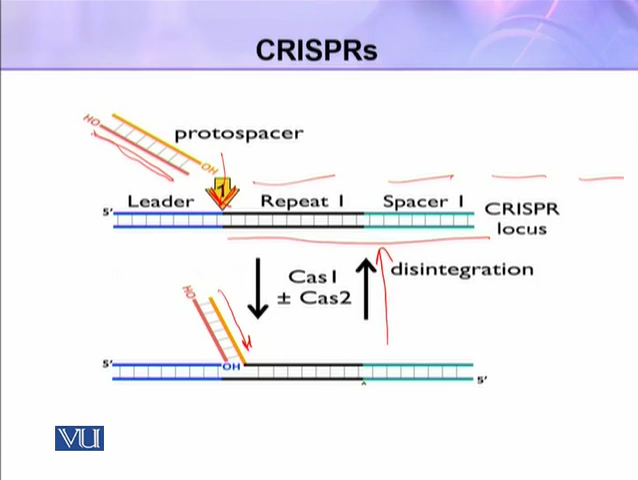 CRISPRs
HO
protospacer
OH
1
Leader
Repeat 1
Spacer 1
5'
CRISPR
locus
Cas1
± Cas2
disintegration
HO
5'
OH
5'
VU